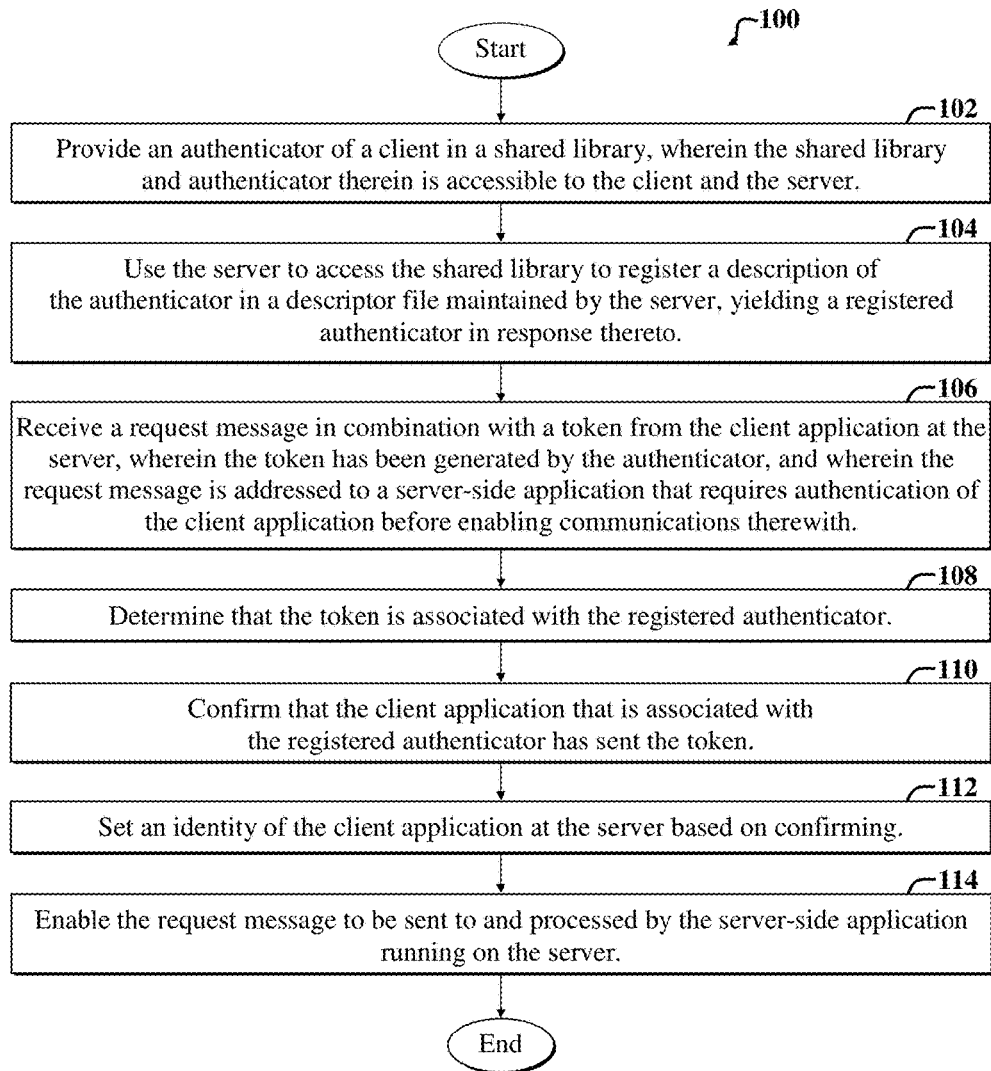 100
Start
102
Provide an authenticator of a client in a shared library, wherein the shared library
and authenticator therein is accessible to the client and the server.
104
Use the server to access the shared library to register a description of
the authenticator in a descriptor file maintained by the server, yielding a registered
authenticator in response thereto.
106
Receive a request message in combination with a token from the client application at the
server, wherein the token has been generated by the authenticator, and wherein the
request message is addressed to a server-side application that requires authentication of
the client application before enabling communications therewith.
108
Determine that the token is associated with the registered authenticator.
110
Confirm that the client application that is associated with
the registered authenticator has sent the token.
112
Set an identity of the client application at the server based on confirming.
114
Enable the request message to be sent to and processed by the server-side application
running on the server.
End